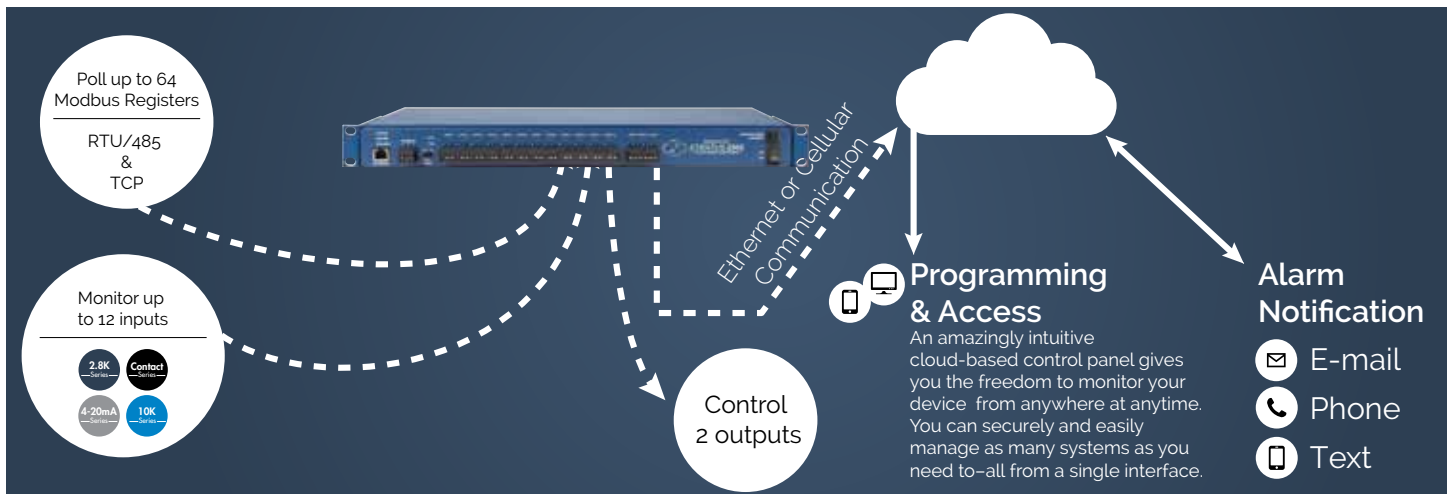 Poll up to 64
Modbus Registers
RTU/485
&
TCP
Monitor up
to 12 inputs
2.8K
Series
Contact
Series
4-20mA
Series
10K
Series
Ethernet or Cellular
Communication
Control
2 outputs
Programming
& Access
An amazingly intuitive
cloud-based control panel gives
you the freedom to monitor your
device from anywhere at anytime.
You can securely and easily
manage as many systems as you
need to–all from a single interface.
Alarm
Notification
E-mail
Phone
Text